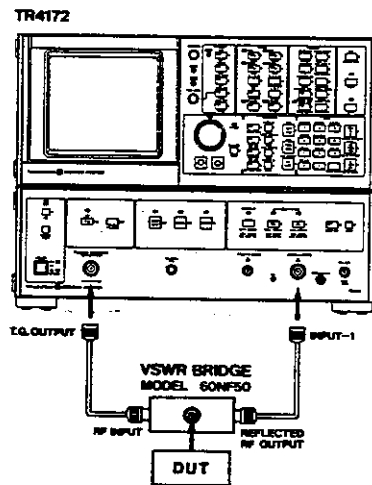 TR4172
T.G. OUTPUT
INPUT-1
VSWR BRIDGE
MODEL 60NF50
RF INPUT
REFLECTED
RF OUTPUT
DUT